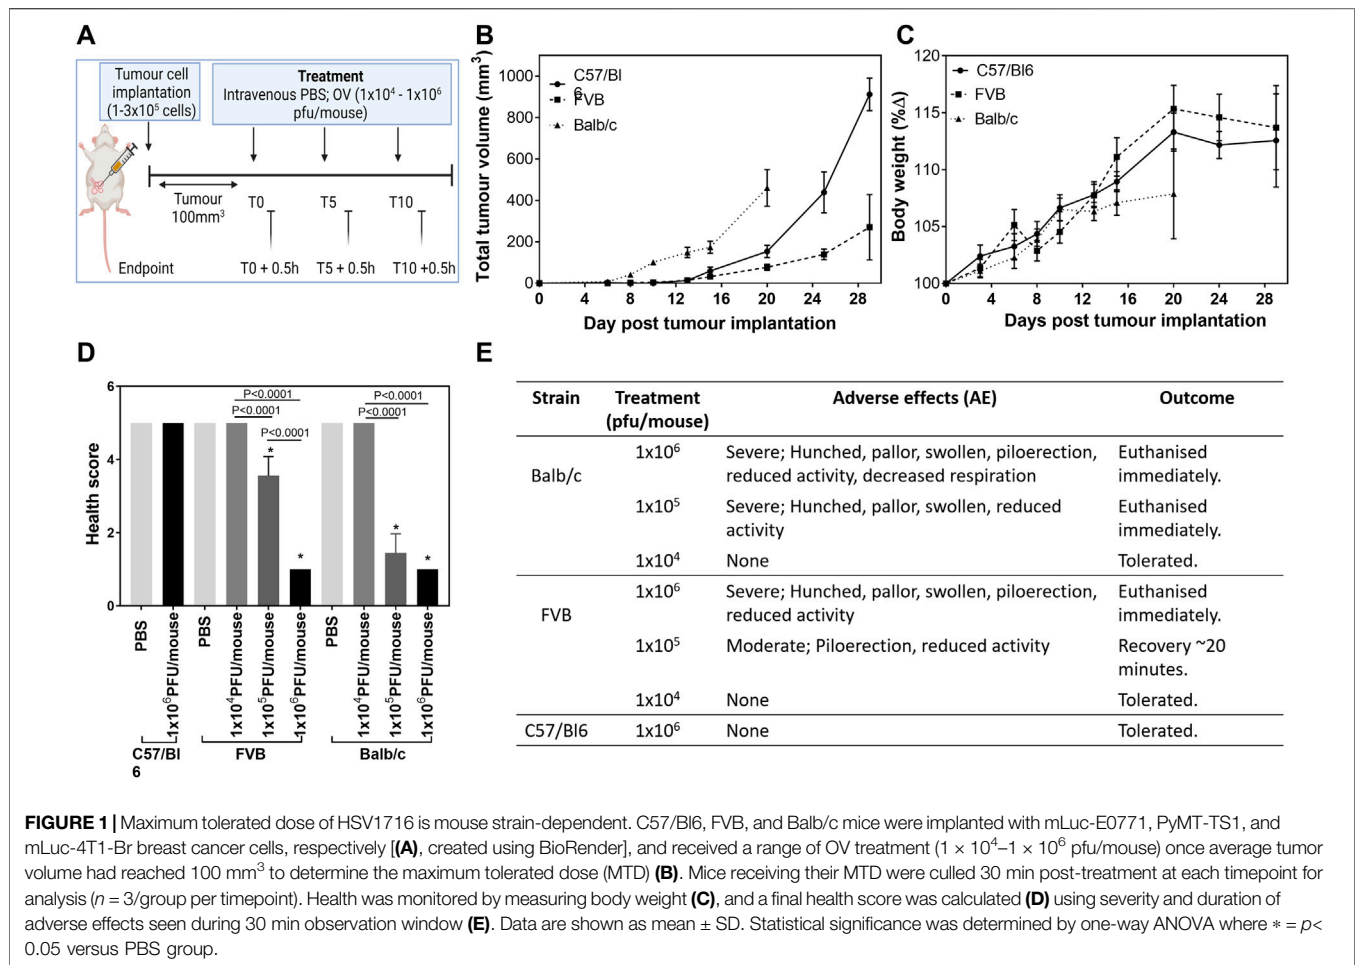 A
Tumour cell
implantation
(1-3x10⁵ cells)
Treatment
Intravenous PBS; OV (1x10⁴ - 1x10⁶
pfu/mouse)
Tumour
100mm³
T0
T5
T10
Endpoint
T0 + 0.5h
T5 + 0.5h
T10 +0.5h
B
Total tumour volume (mm³)
1000
800
600
400
200
0
C57/Bl
6
FVB
Balb/c
0 4 8 12 16 20 24 28
Day post tumour implantation
C
Body weight (%Δ)
120
115
110
105
100
C57/Bl6
FVB
Balb/c
0 4 8 12 16 20 24 28
Days post tumour implantation
D
Health score
6
4
2
0
P<0.0001
P<0.0001
P<0.0001
P<0.0001
P<0.0001
*
*
*
*
PBS
1x10⁶PFU/mouse
PBS
1x10⁴PFU/mouse
1x10⁵PFU/mouse
1x10⁶PFU/mouse
PBS
1x10⁴PFU/mouse
1x10⁵PFU/mouse
1x10⁶PFU/mouse
C57/Bl
6
FVB
Balb/c
E
Strain Treatment Adverse effects (AE) Outcome
(pfu/mouse)
1x10⁶ Severe; Hunched, pallor, swollen, piloerection, Euthanised
Balb/c reduced activity, decreased respiration immediately.
1x10⁵ Severe; Hunched, pallor, swollen, reduced Euthanised
activity immediately.
1x10⁴ None Tolerated.
1x10⁶ Severe; Hunched, pallor, swollen, piloerection, Euthanised
FVB reduced activity immediately.
1x10⁵ Moderate; Piloerection, reduced activity Recovery ~20
minutes.
1x10⁴ None Tolerated.
C57/Bl6 1x10⁶ None Tolerated.
FIGURE 1 | Maximum tolerated dose of HSV1716 is mouse strain-dependent. C57/Bl6, FVB, and Balb/c mice were implanted with mLuc-E0771, PyMT-TS1, and
mLuc-4T1-Br breast cancer cells, respectively [(A), created using BioRender], and received a range of OV treatment (1 × 10⁴–1 × 10⁶ pfu/mouse) once average tumor
volume had reached 100 mm³ to determine the maximum tolerated dose (MTD) (B). Mice receiving their MTD were culled 30 min post-treatment at each timepoint for
analysis (n = 3/group per timepoint). Health was monitored by measuring body weight (C), and a final health score was calculated (D) using severity and duration of
adverse effects seen during 30 min observation window (E). Data are shown as mean ± SD. Statistical significance was determined by one-way ANOVA where * = p<
0.05 versus PBS group.